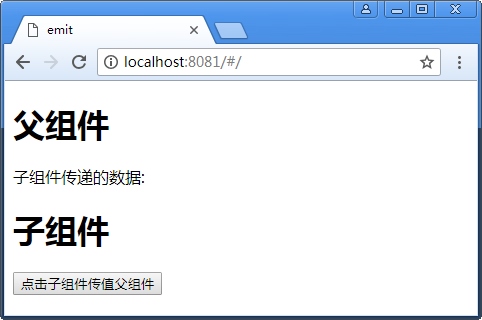 emit
localhost:8081/#/
父组件
子组件传递的数据:
子组件
点击子组件传值父组件